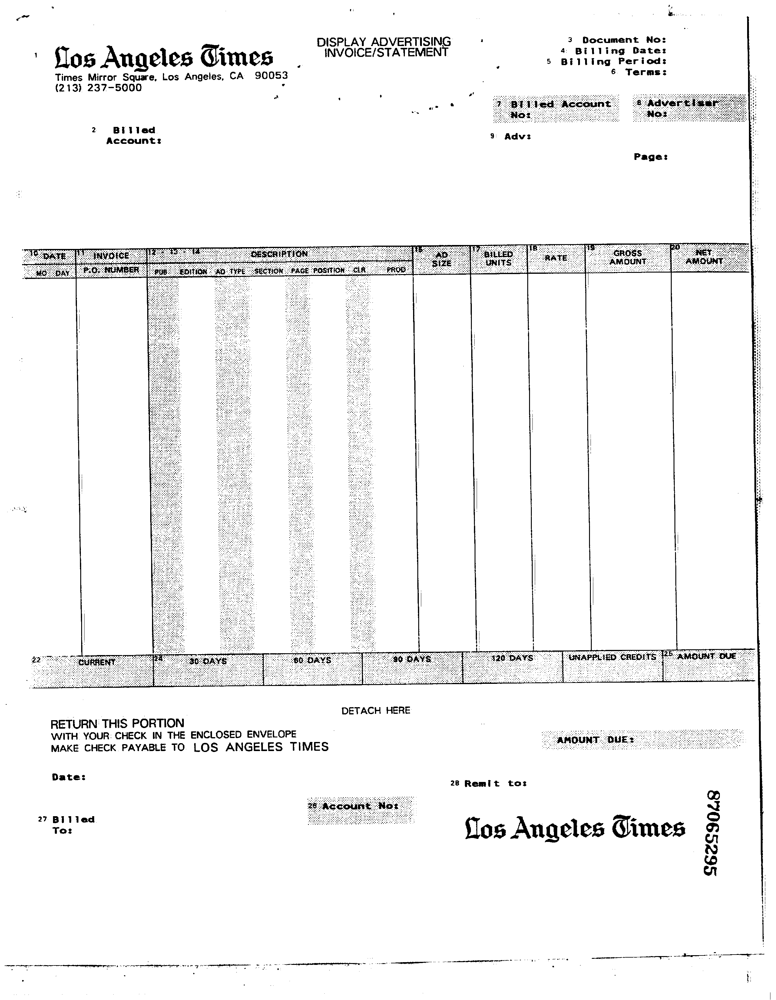 1 Los Angeles Times
Times Mirror Square, Los Angeles, CA 90053
(213) 237-5000
DISPLAY ADVERTISING
INVOICE/STATEMENT
3 Document No:
4 Billing Date:
5 Billing Period:
6 Terms:
7 Billed Account
No:
8 Advertiser
No:
2 Billed
Account:
9 Adv:
Page:
10 DATE 11 INVOICE 12 - 13 - 14 DESCRIPTION 15 AD SIZE 17 BILLED UNITS 18 RATE 19 GROSS AMOUNT 20 NET AMOUNT
MO DAY P.O. NUMBER PUB EDITION AD TYPE SECTION PAGE POSITION CLR PROD
22 CURRENT 24 30 DAYS 60 DAYS 90 DAYS 120 DAYS UNAPPLIED CREDITS 25 AMOUNT DUE
DETACH HERE
RETURN THIS PORTION
WITH YOUR CHECK IN THE ENCLOSED ENVELOPE
MAKE CHECK PAYABLE TO LOS ANGELES TIMES
AMOUNT DUE:
Date:
28 Remit to:
26 Account No:
27 Billed
To:
Los Angeles Times
87065295